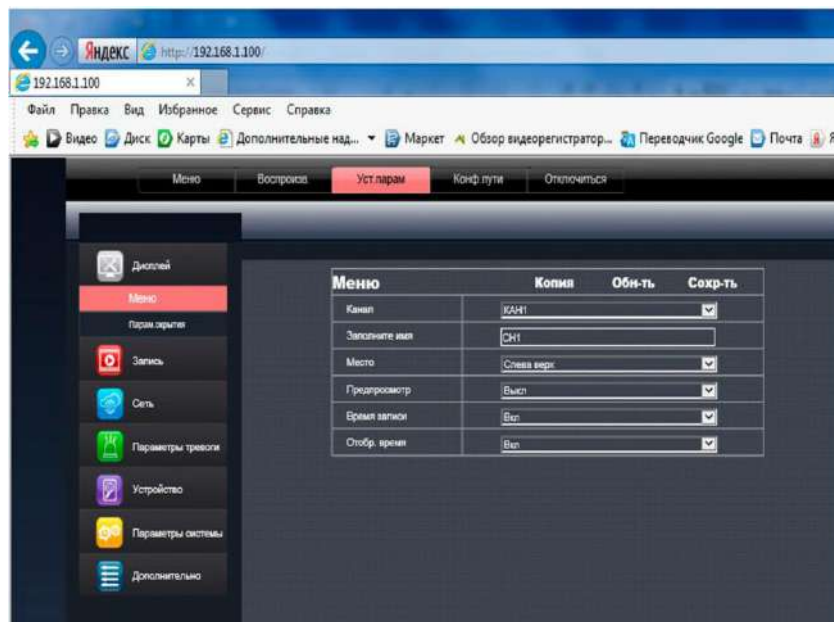 Яндекс http://192.168.1.100/
192.168.1.100
Файл Правка Вид Избранное Сервис Справка
Видео Диск Карты Дополнительные над... Маркет Обзор видеорегистратор... Переводчик Google Почта Я
Меню Воспроизв. Уст.парам Конф.пути Отключиться
Дисплей
Меню
Парам.скрытия
Запись
Сеть
Параметры тревоги
Устройство
Параметры системы
Дополнительно
Меню Копия Обн-ть Сохр-ть
Канал КАН1
Заполните имя CH1
Место Слева верх
Предпросмотр Выкл
Время записи Вкл
Отобр. время Вкл